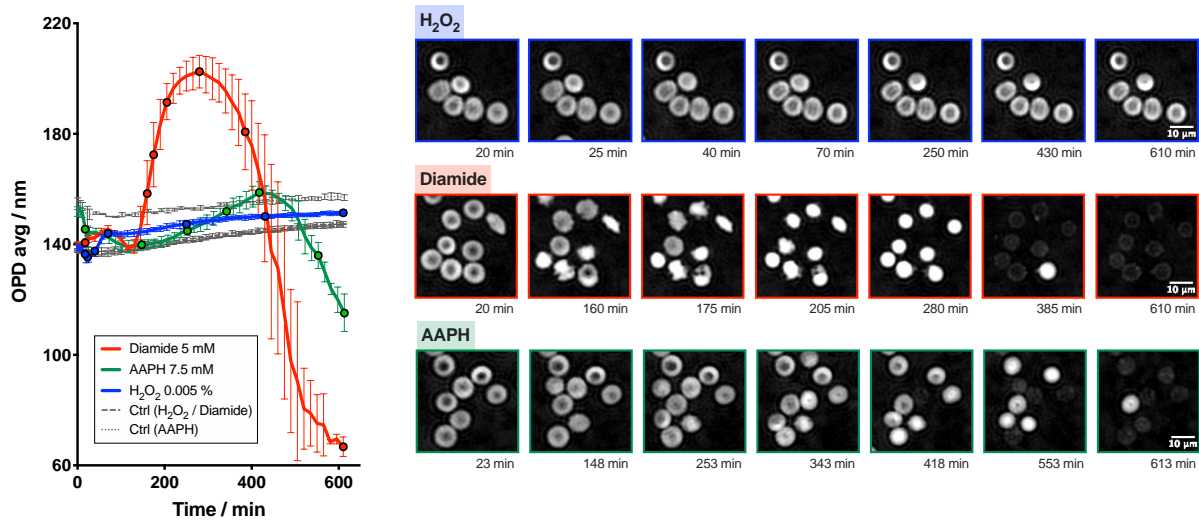 220
180
140
100
60
OPD avg / nm
0
200
400
600
Time / min
Diamide 5 mM
AAPH 7.5 mM
H₂O₂ 0.005 %
Ctrl (H₂O₂ / Diamide)
Ctrl (AAPH)
H₂O₂
10 µm
20 min 25 min 40 min 70 min 250 min 430 min 610 min
Diamide
10 µm
20 min 160 min 175 min 205 min 280 min 385 min 610 min
AAPH
10 µm
23 min 148 min 253 min 343 min 418 min 553 min 613 min